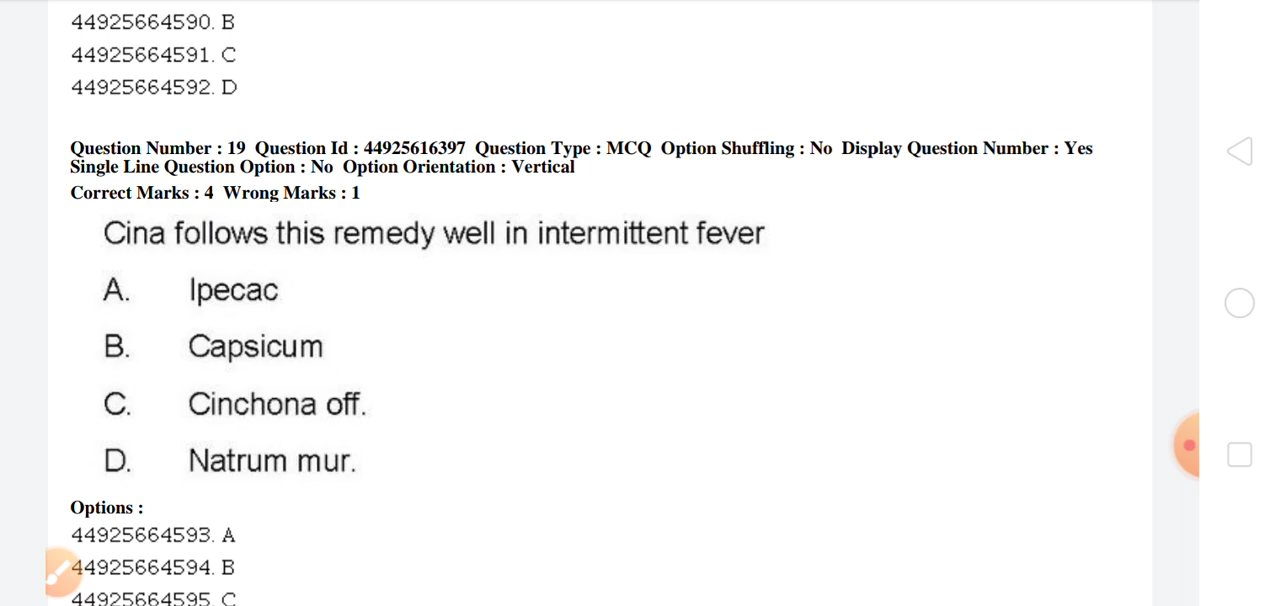 44925664590. B
44925664591. C
44925664592. D
Question Number : 19 Question Id : 44925616397 Question Type : MCQ Option Shuffling : No Display Question Number : Yes
Single Line Question Option : No Option Orientation : Vertical
Correct Marks : 4 Wrong Marks : 1
Cina follows this remedy well in intermittent fever
A. Ipecac
B. Capsicum
C. Cinchona off.
D. Natrum mur.
Options :
44925664593. A
44925664594. B
44925664595. C